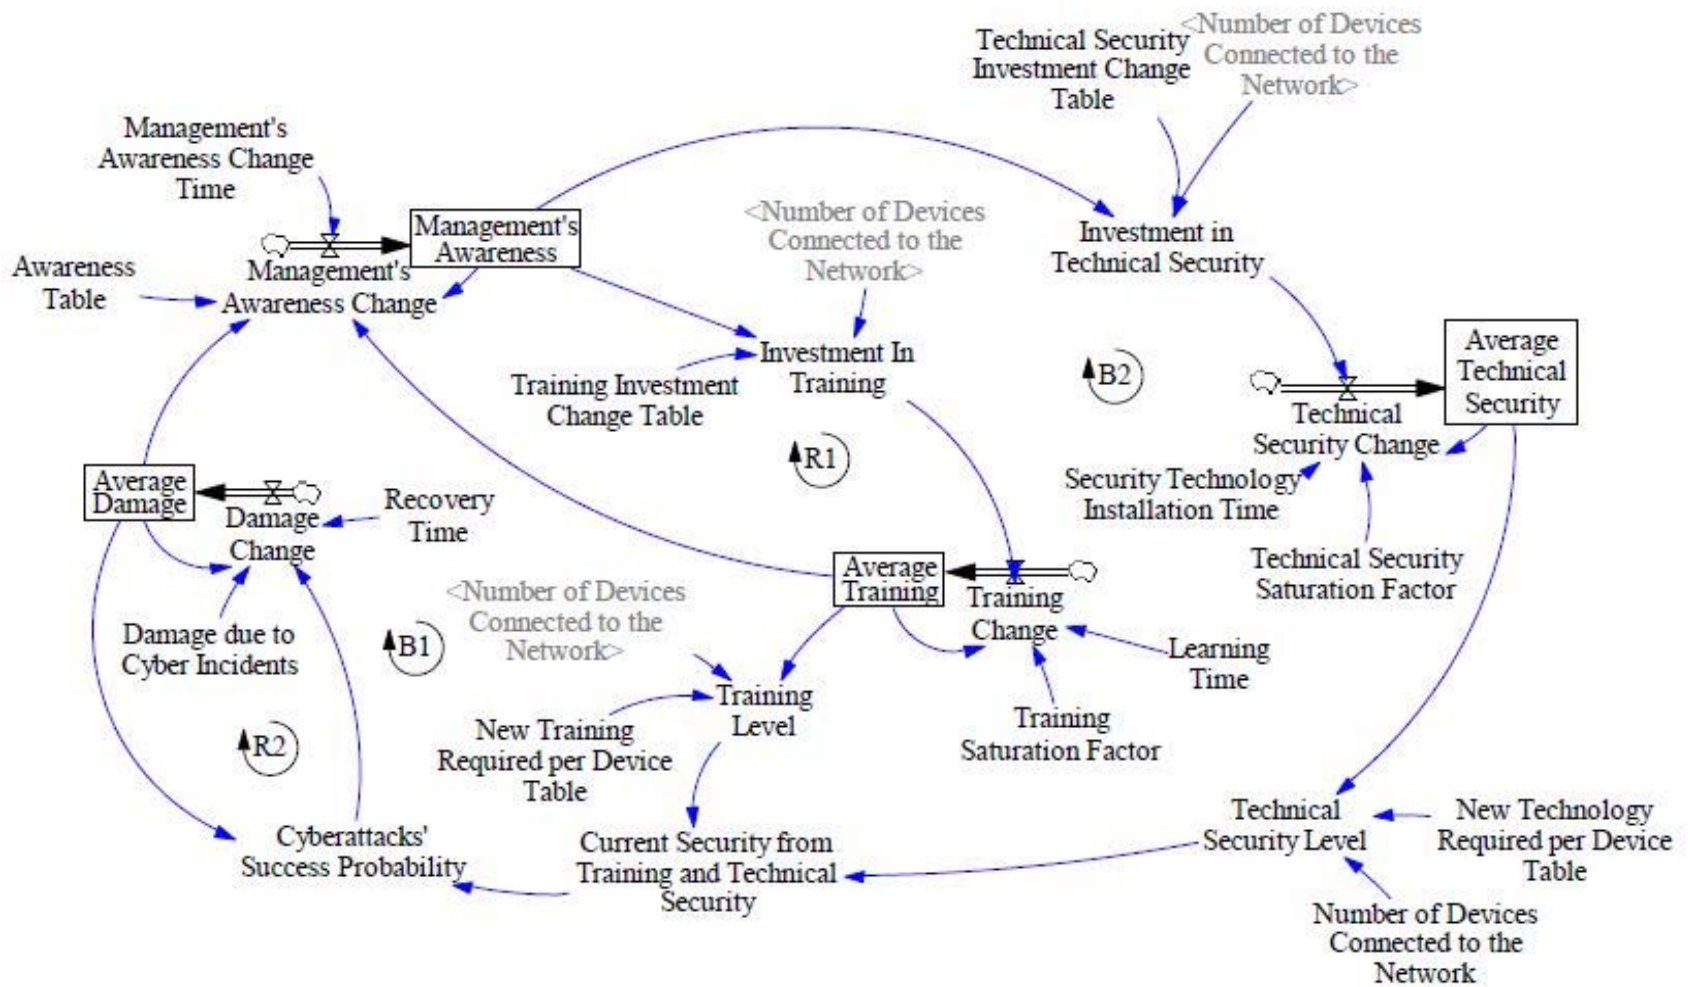 Technical Security
Investment Change
Table
<Number of Devices
Connected to the
Network>
Management's
Awareness Change
Time
Management's
Awareness
<Number of Devices
Connected to the
Network>
Investment in
Technical Security
Awareness
Table
Management's
Awareness Change
Investment In
Training
Training Investment
Change Table
B2
Average
Technical
Security
Technical
Security Change
R1
Security Technology
Installation Time
Average
Damage
Damage
Change
Recovery
Time
Technical Security
Saturation Factor
Average
Training
Training
Change
<Number of Devices
Connected to the
Network>
Damage due to
Cyber Incidents
B1
Learning
Time
Training
Level
New Training
Required per Device
Table
Training
Saturation Factor
R2
Cyberattacks'
Success Probability
Current Security from
Training and Technical
Security
Technical
Security Level
New Technology
Required per Device
Table
Number of Devices
Connected to the
Network